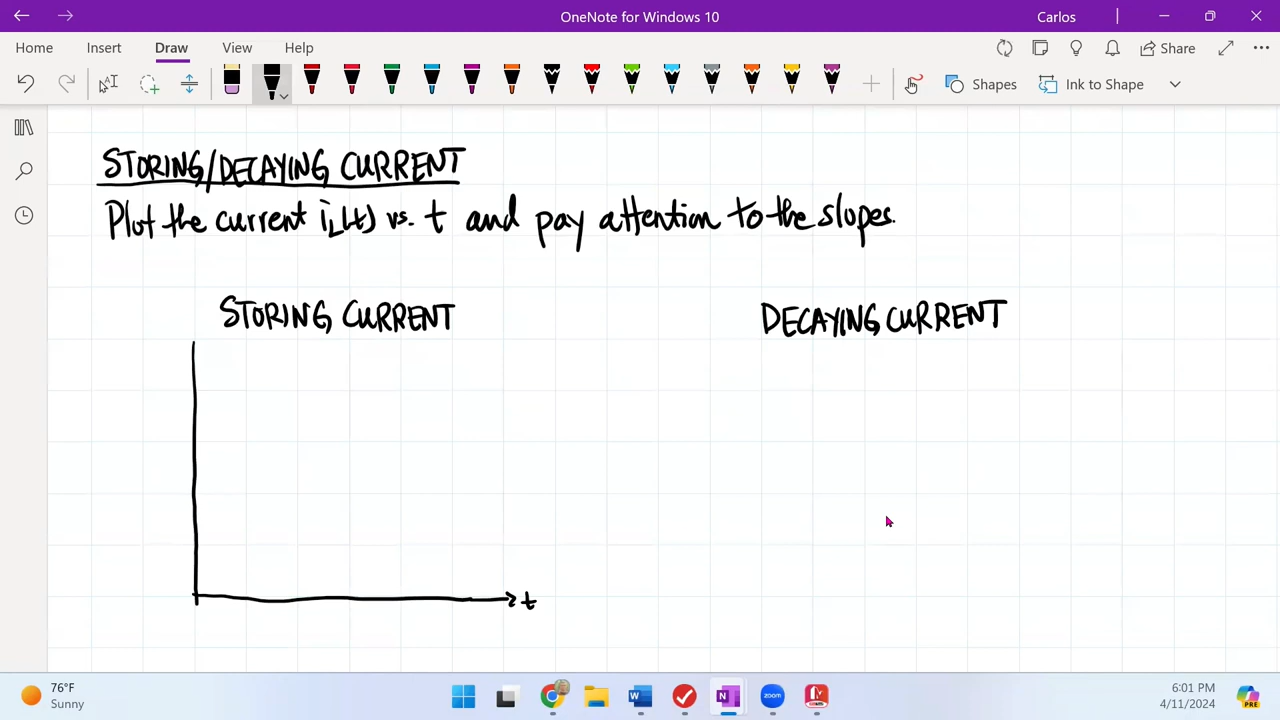 OneNote for Windows 10
Carlos
Home Insert Draw View Help
Share
Shapes
Ink to Shape
STORING/DECAYING CURRENT
Plot the current iL(t) vs. t and pay attention to the slopes.
STORING CURRENT
DECAYING CURRENT
t
76°F
Sunny
W
N
zoom
6:01 PM
4/11/2024
PRE